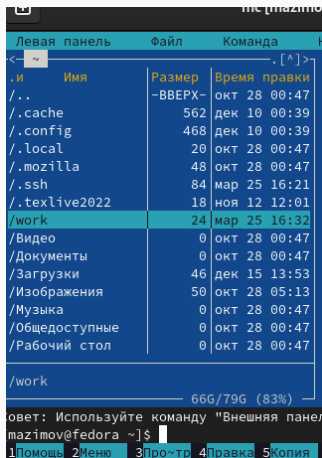 mc [mazimov
Левая панель Файл Команда
<— ~ .[^]>
.и Имя Размер Время правки
/.. -ВВЕРХ- окт 28 00:47
/.cache 562 дек 10 00:39
/.config 468 дек 10 00:39
/.local 20 окт 28 00:47
/.mozilla 48 окт 28 00:47
/.ssh 84 мар 25 16:21
/.texlive2022 18 ноя 12 12:01
/work 24 мар 25 16:32
/Видео 0 окт 28 00:47
/Документы 0 окт 28 00:47
/Загрузки 46 дек 15 13:53
/Изображения 50 окт 28 05:13
/Музыка 0 окт 28 00:47
/Общедоступные 0 окт 28 00:47
/Рабочий стол 0 окт 28 00:47
/work
66G/79G (83%)
Совет: Используйте команду "Внешняя пане
[mazimov@fedora ~]$
1Помощь 2Меню 3Про~тр 4Правка 5Копия